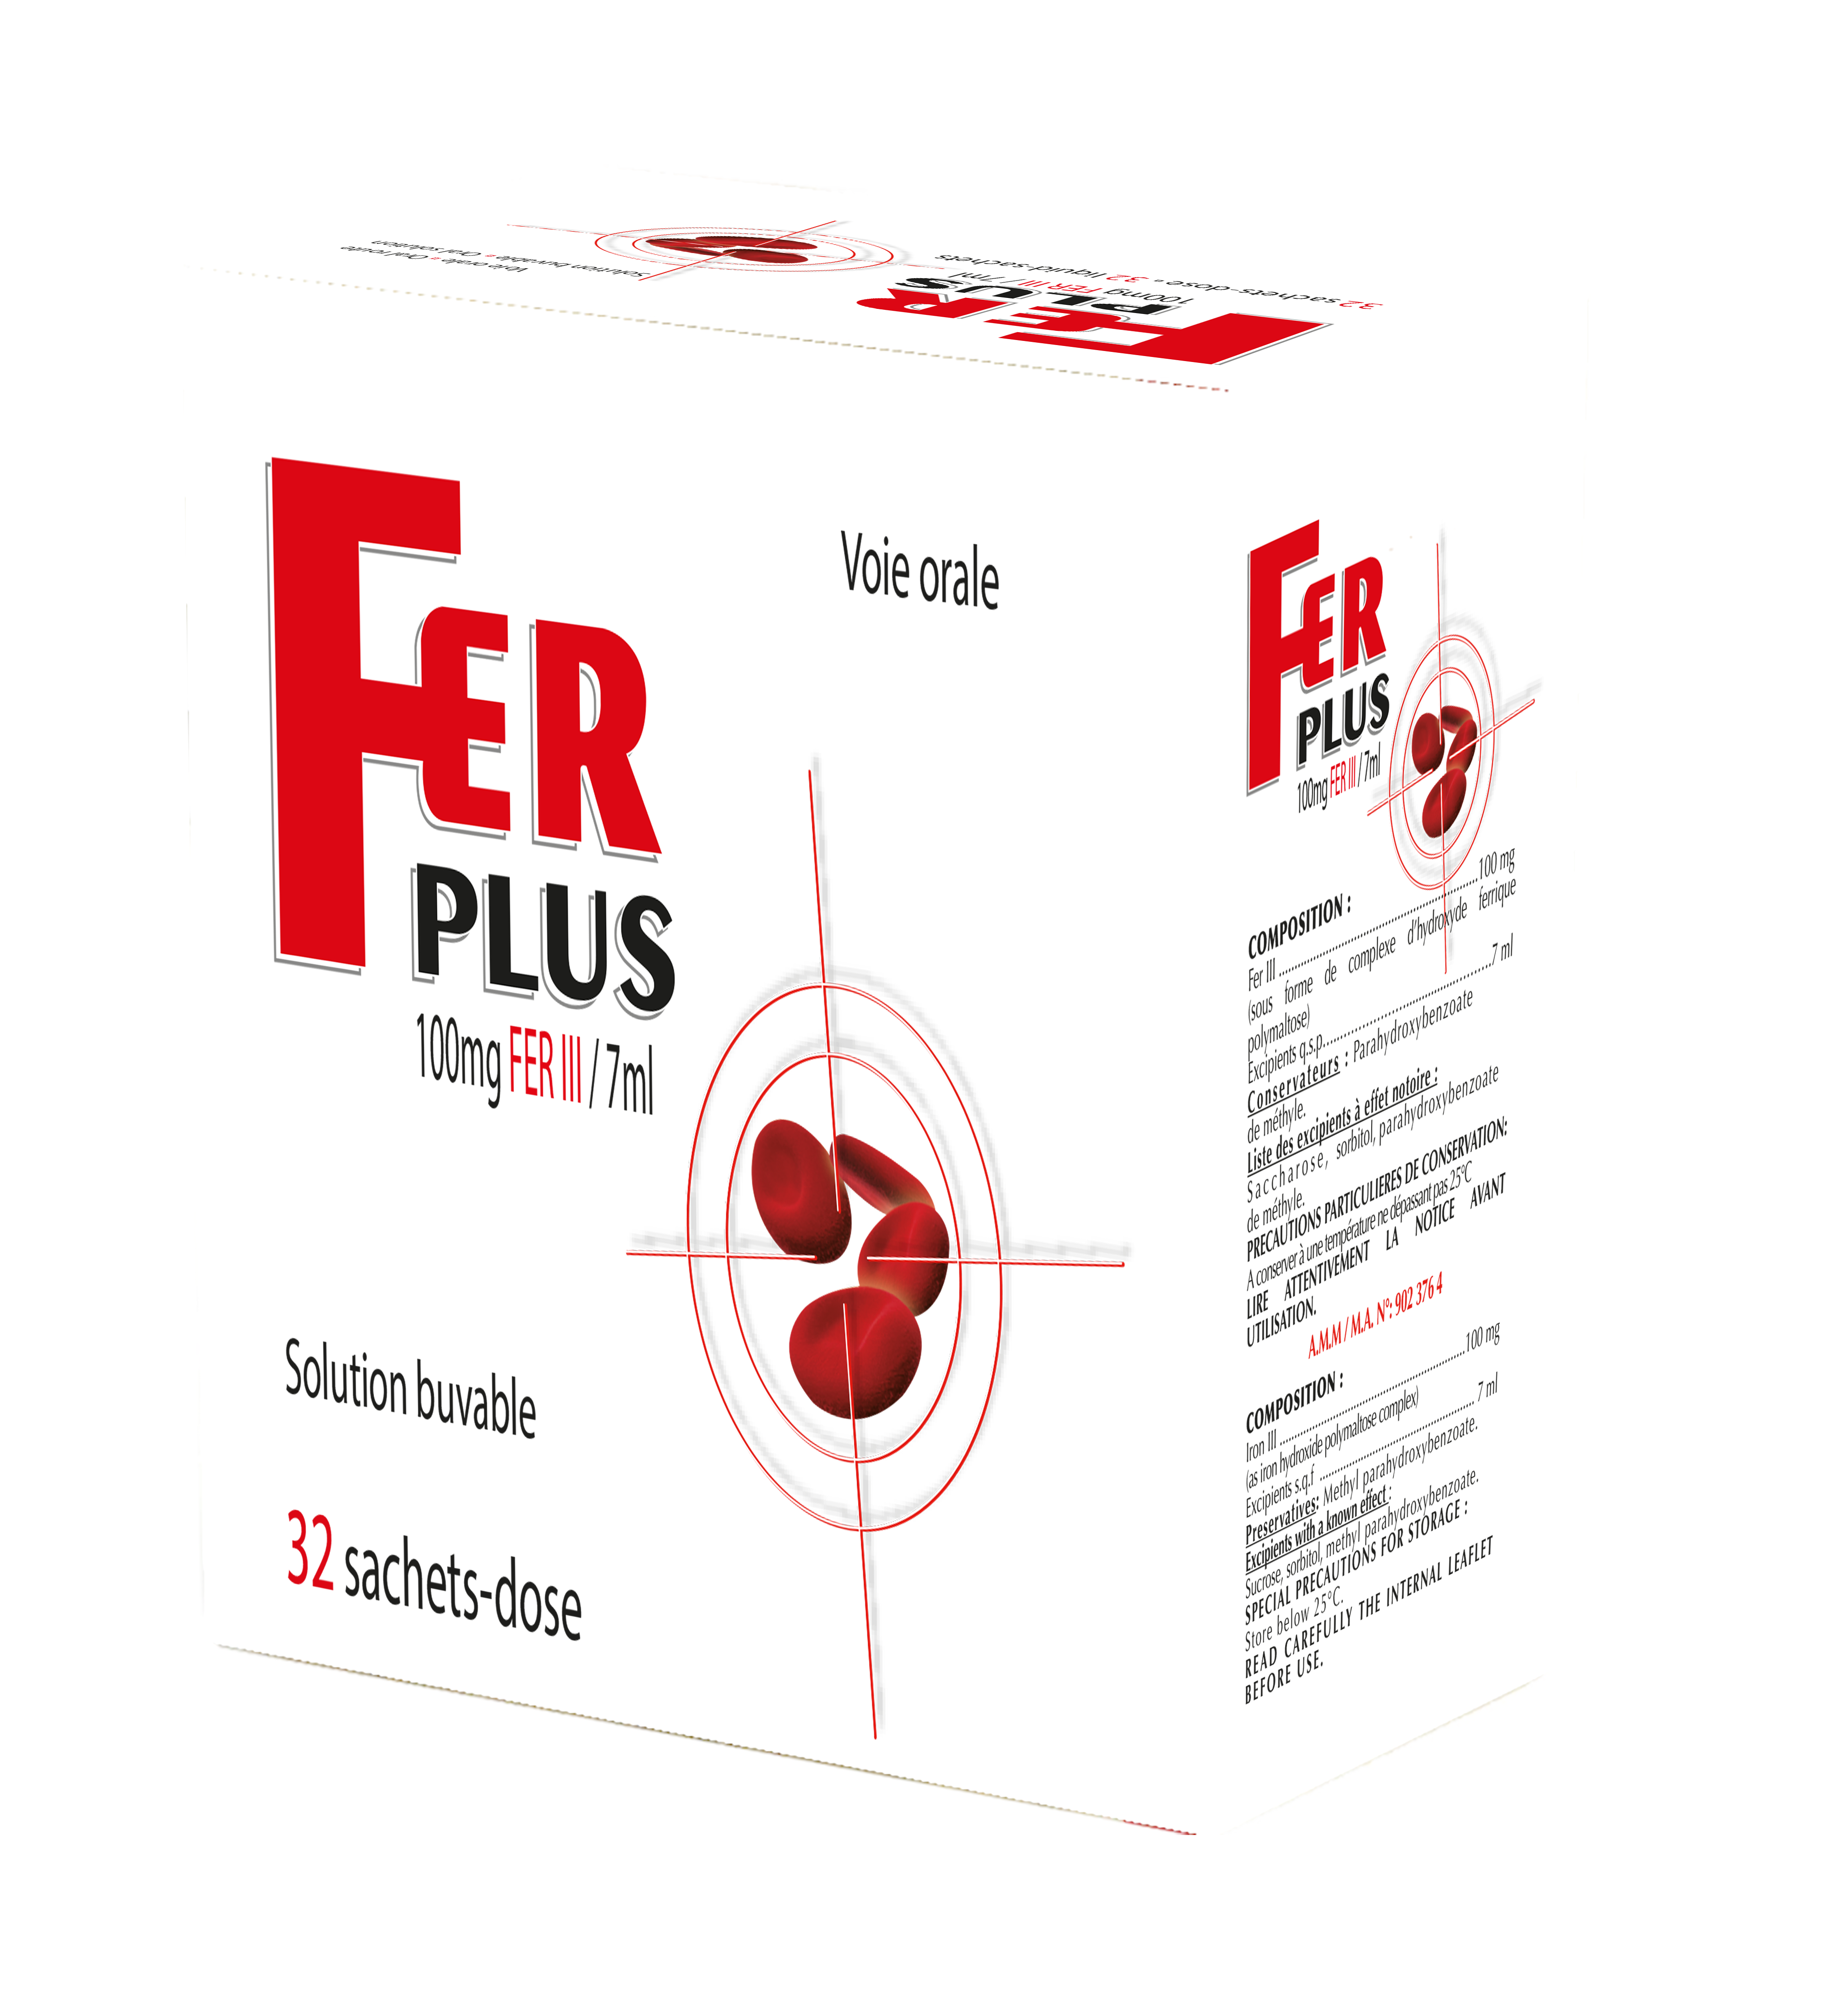 Voie orale • Oral route
Solution buvable • Oral solution
32 sachets-dose • 32 liquid-sachets
100mg FER III / 7ml
FER
PLUS
FER
PLUS
100mg FER III / 7ml
Voie orale
Solution buvable
32 sachets-dose
FER
PLUS
100mg FER III / 7ml
COMPOSITION :
Fer III ........................................................100 mg
(sous forme de complexe d'hydroxyde ferrique
polymaltose)
Excipients q.s.p...............................................7 ml
Conservateurs : Parahydroxybenzoate
de méthyle.
Liste des excipients à effet notoire :
Saccharose, sorbitol, parahydroxybenzoate
de méthyle.
PRECAUTIONS PARTICULIERES DE CONSERVATION:
A conserver à une température ne dépassant pas 25°C
LIRE ATTENTIVEMENT LA NOTICE AVANT
UTILISATION.
A.M.M / M.A. N°: 902 376 4
COMPOSITION :
Iron III ......................................................100 mg
(as iron hydroxide polymaltose complex)
Excipients s.q.f ............................................ 7 ml
Preservatives: Methyl parahydroxybenzoate.
Excipients with a known effect :
Sucrose, sorbitol, methyl parahydroxybenzoate.
SPECIAL PRECAUTIONS FOR STORAGE :
Store below 25°C.
READ CAREFULLY THE INTERNAL LEAFLET
BEFORE USE.